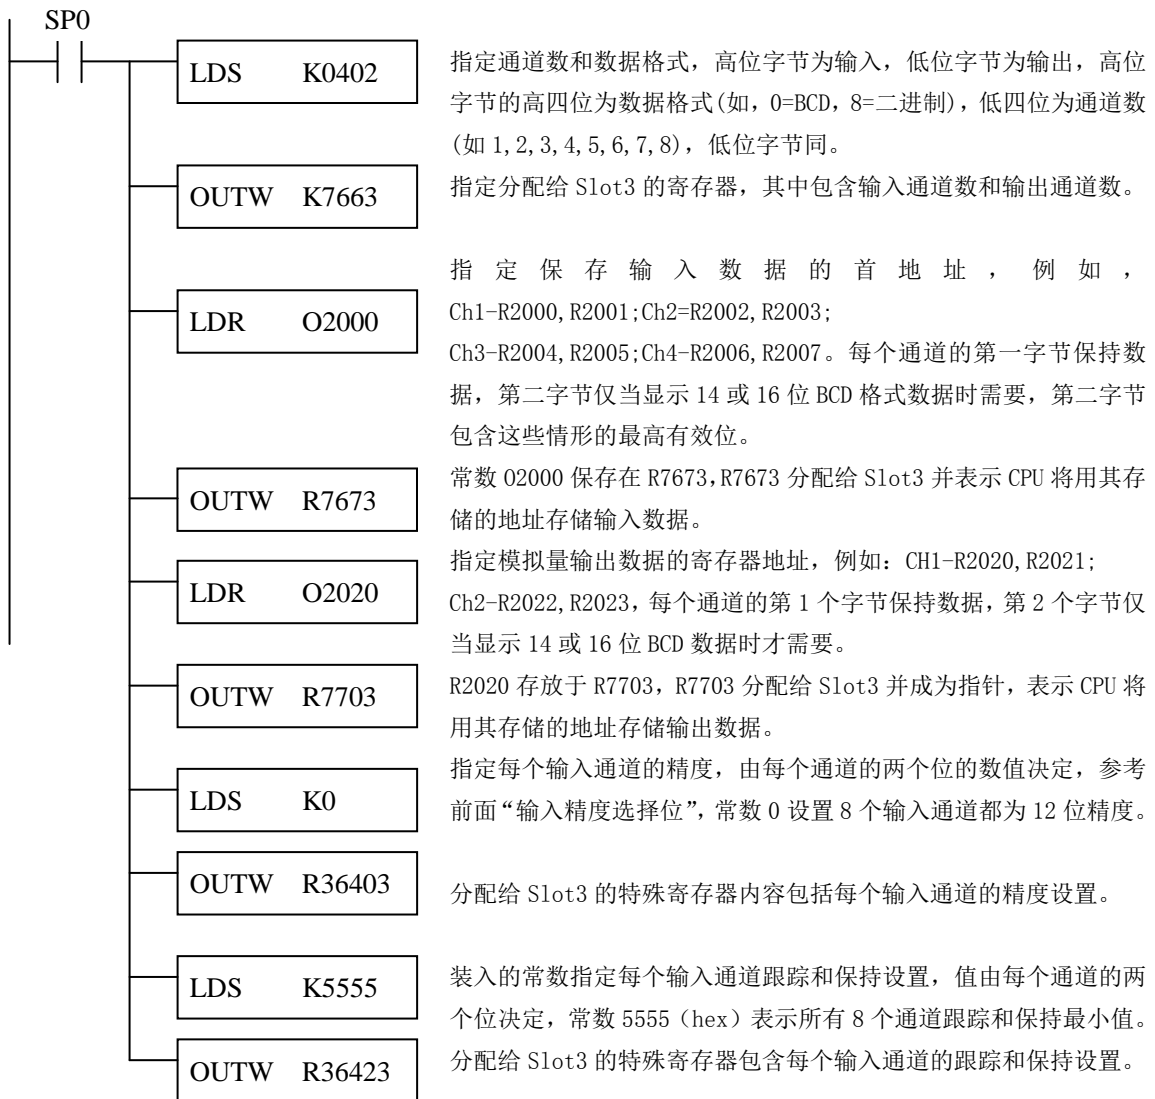 SP0
LDS K0402
指定通道数和数据格式，高位字节为输入，低位字节为输出，高位
字节的高四位为数据格式(如，0=BCD，8=二进制)，低四位为通道数
(如 1,2,3,4,5,6,7,8)，低位字节同。
OUTW K7663
指定分配给 Slot3 的寄存器，其中包含输入通道数和输出通道数。
指定保存输入数据的首地址，例如，
LDR O2000
Ch1-R2000,R2001;Ch2=R2002,R2003;
Ch3-R2004,R2005;Ch4-R2006,R2007。每个通道的第一字节保持数
据，第二字节仅当显示 14 或 16 位 BCD 格式数据时需要，第二字节
包含这些情形的最高有效位。
OUTW R7673
常数 O2000 保存在 R7673,R7673 分配给 Slot3 并表示 CPU 将用其存
储的地址存储输入数据。
LDR O2020
指定模拟量输出数据的寄存器地址，例如：CH1-R2020,R2021;
Ch2-R2022,R2023，每个通道的第 1 个字节保持数据，第 2 个字节仅
当显示 14 或 16 位 BCD 数据时才需要。
OUTW R7703
R2020 存放于 R7703，R7703 分配给 Slot3 并成为指针，表示 CPU 将
用其存储的地址存储输出数据。
LDS K0
指定每个输入通道的精度，由每个通道的两个位的数值决定，参考
前面“输入精度选择位”，常数 0 设置 8 个输入通道都为 12 位精度。
OUTW R36403
分配给 Slot3 的特殊寄存器内容包括每个输入通道的精度设置。
LDS K5555
装入的常数指定每个输入通道跟踪和保持设置，值由每个通道的两
个位决定，常数 5555（hex）表示所有 8 个通道跟踪和保持最小值。
OUTW R36423
分配给 Slot3 的特殊寄存器包含每个输入通道的跟踪和保持设置。